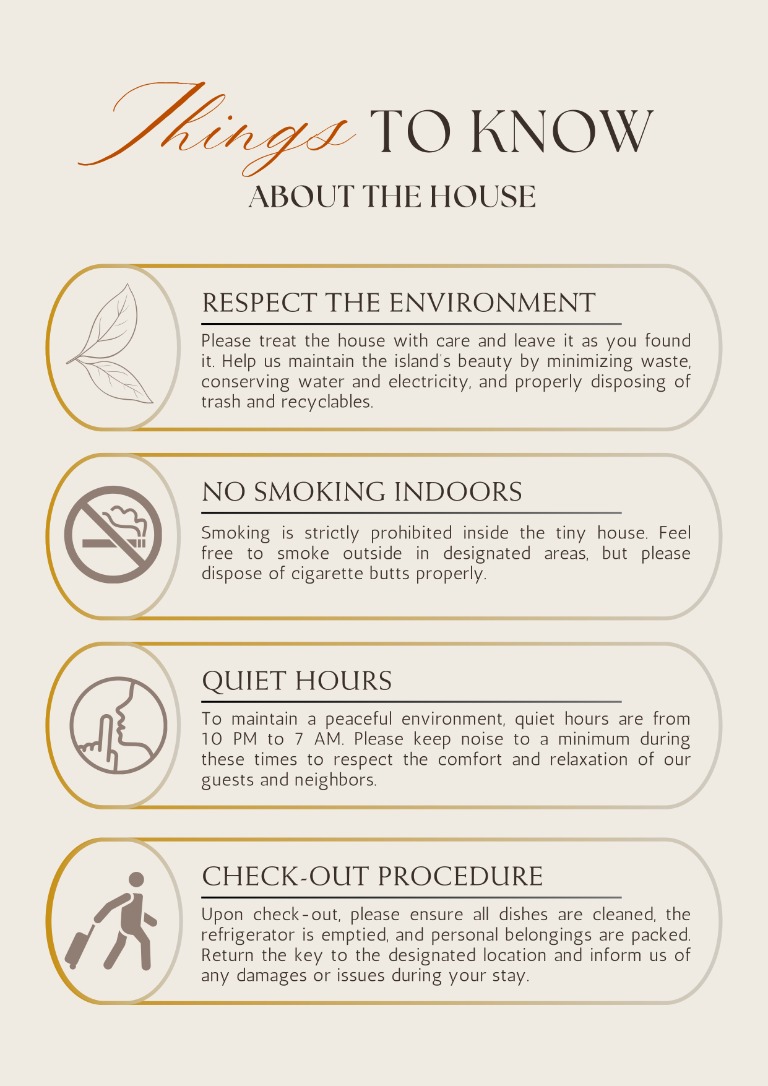 Things TO KNOW
ABOUT THE HOUSE
RESPECT THE ENVIRONMENT
Please treat the house with care and leave it as you found
it. Help us maintain the island's beauty by minimizing waste,
conserving water and electricity, and properly disposing of
trash and recyclables.
NO SMOKING INDOORS
Smoking is strictly prohibited inside the tiny house. Feel
free to smoke outside in designated areas, but please
dispose of cigarette butts properly.
QUIET HOURS
To maintain a peaceful environment, quiet hours are from
10 PM to 7 AM. Please keep noise to a minimum during
these times to respect the comfort and relaxation of our
guests and neighbors.
CHECK-OUT PROCEDURE
Upon check-out, please ensure all dishes are cleaned, the
refrigerator is emptied, and personal belongings are packed.
Return the key to the designated location and inform us of
any damages or issues during your stay.